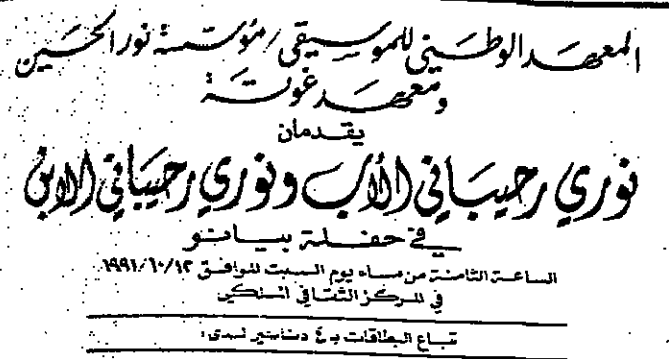 المعهد الوطني للموسيقى / مؤسسة نور الحسين
ومعهد غوته
يقدمان
نوري رحيباني الأب ونوري رحيباني الابن
في حفلة بيانو
الساعة الثامنة من مساء يوم السبت الموافق ١٩٩١/١٠/١٢
في المركز الثقافي الملكي
تباع البطاقات بـ ٤ دنانير لدى: